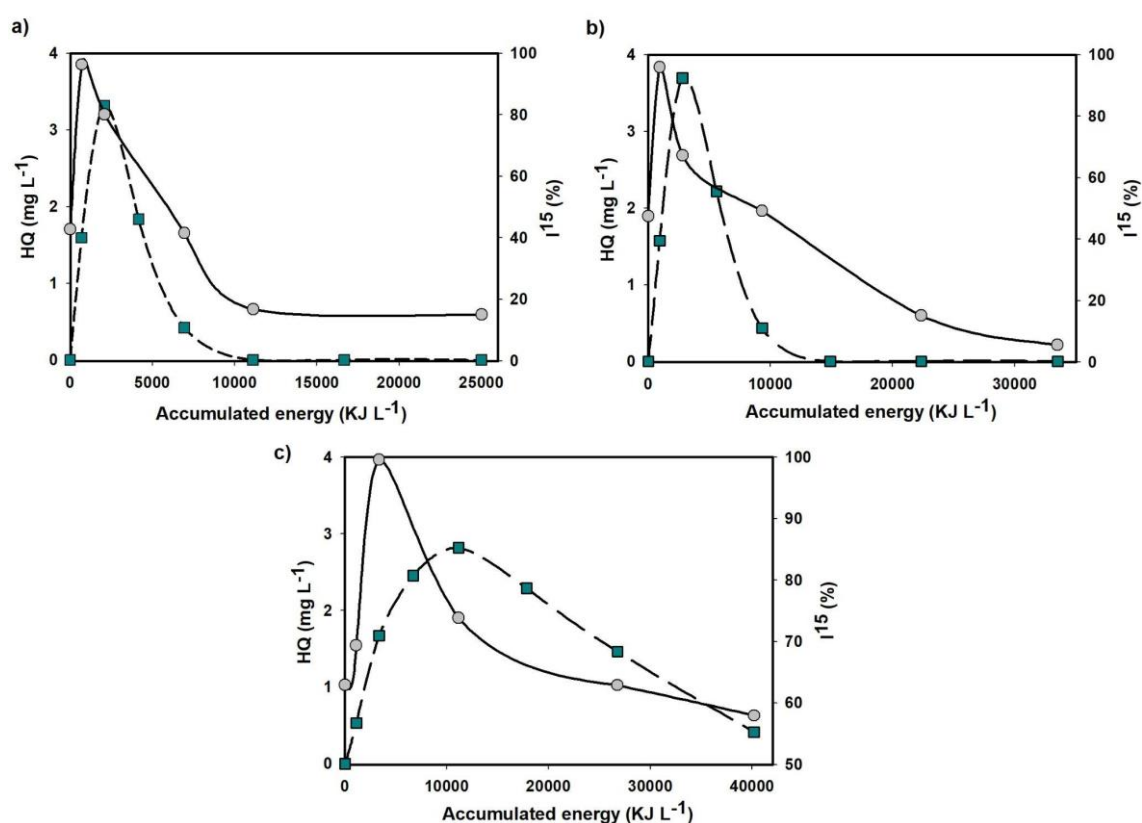 a)
HQ (mg L⁻¹)
4
3
2
1
0
100
80
60
40
20
0
I¹⁵ (%)
0 5000 10000 15000 20000 25000
Accumulated energy (KJ L⁻¹)
b)
HQ (mg L⁻¹)
4
3
2
1
0
100
80
60
40
20
0
I¹⁵ (%)
0 10000 20000 30000
Accumulated energy (KJ L⁻¹)
c)
HQ (mg L⁻¹)
4
3
2
1
0
100
90
80
70
60
50
I¹⁵ (%)
0 10000 20000 30000 40000
Accumulated energy (KJ L⁻¹)